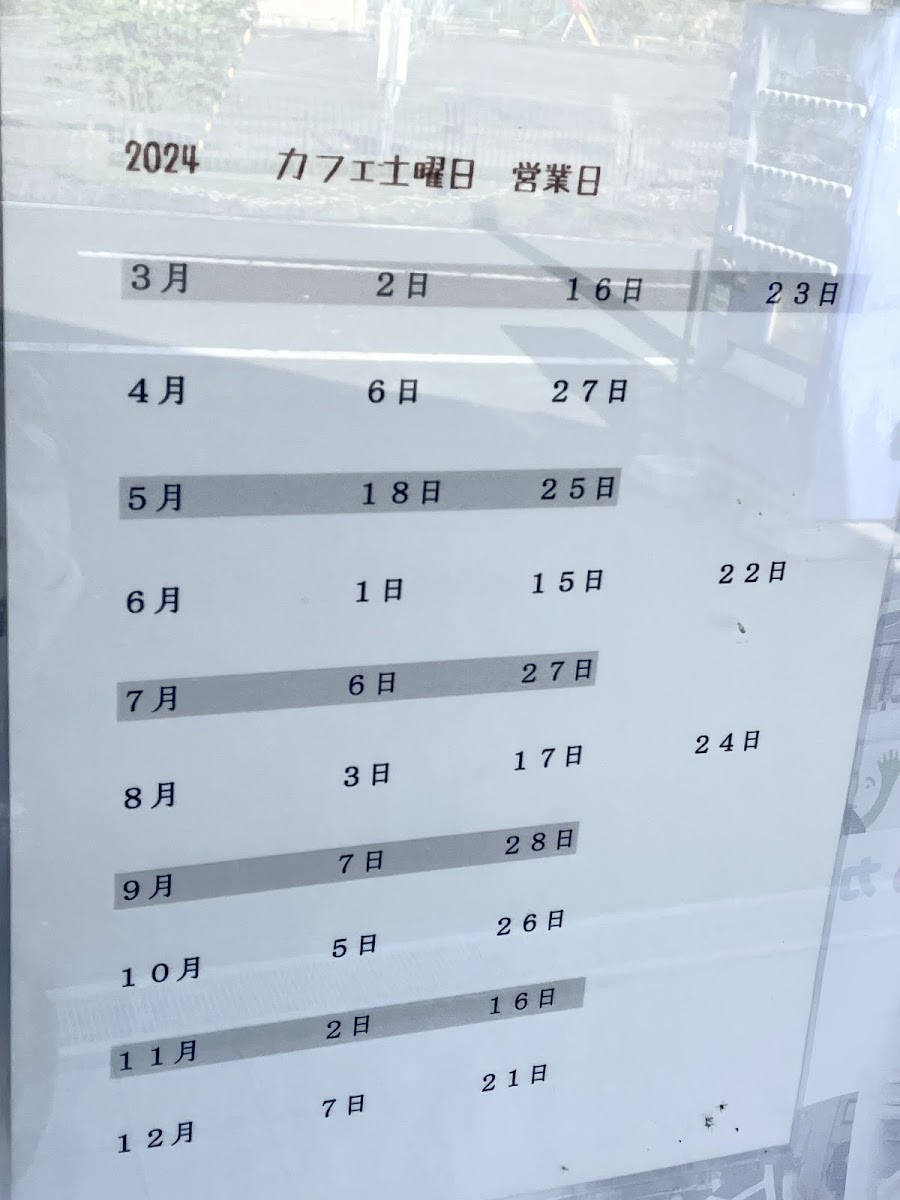 2024 カフェ土曜日 営業日
3月 2日 16日 23日
4月 6日 27日
5月 18日 25日
6月 1日 15日 22日
7月 6日 27日
8月 3日 17日 24日
9月 7日 28日
10月 5日 26日
11月 2日 16日
12月 7日 21日